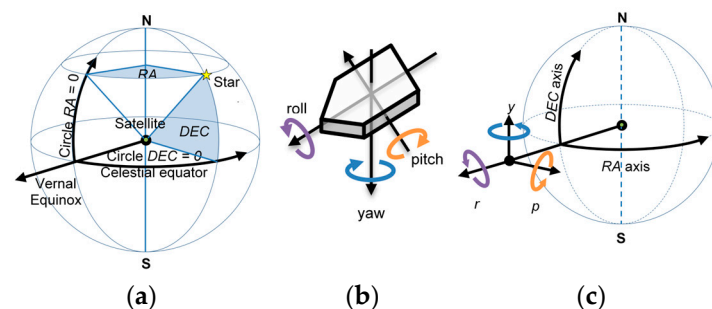 N
RA
Star
Circle RA = 0
Satellite
DEC
Circle DEC = 0
Celestial equator
Vernal
Equinox
S
(a)
roll
pitch
yaw
(b)
N
DEC axis
y
RA axis
r
p
S
(c)